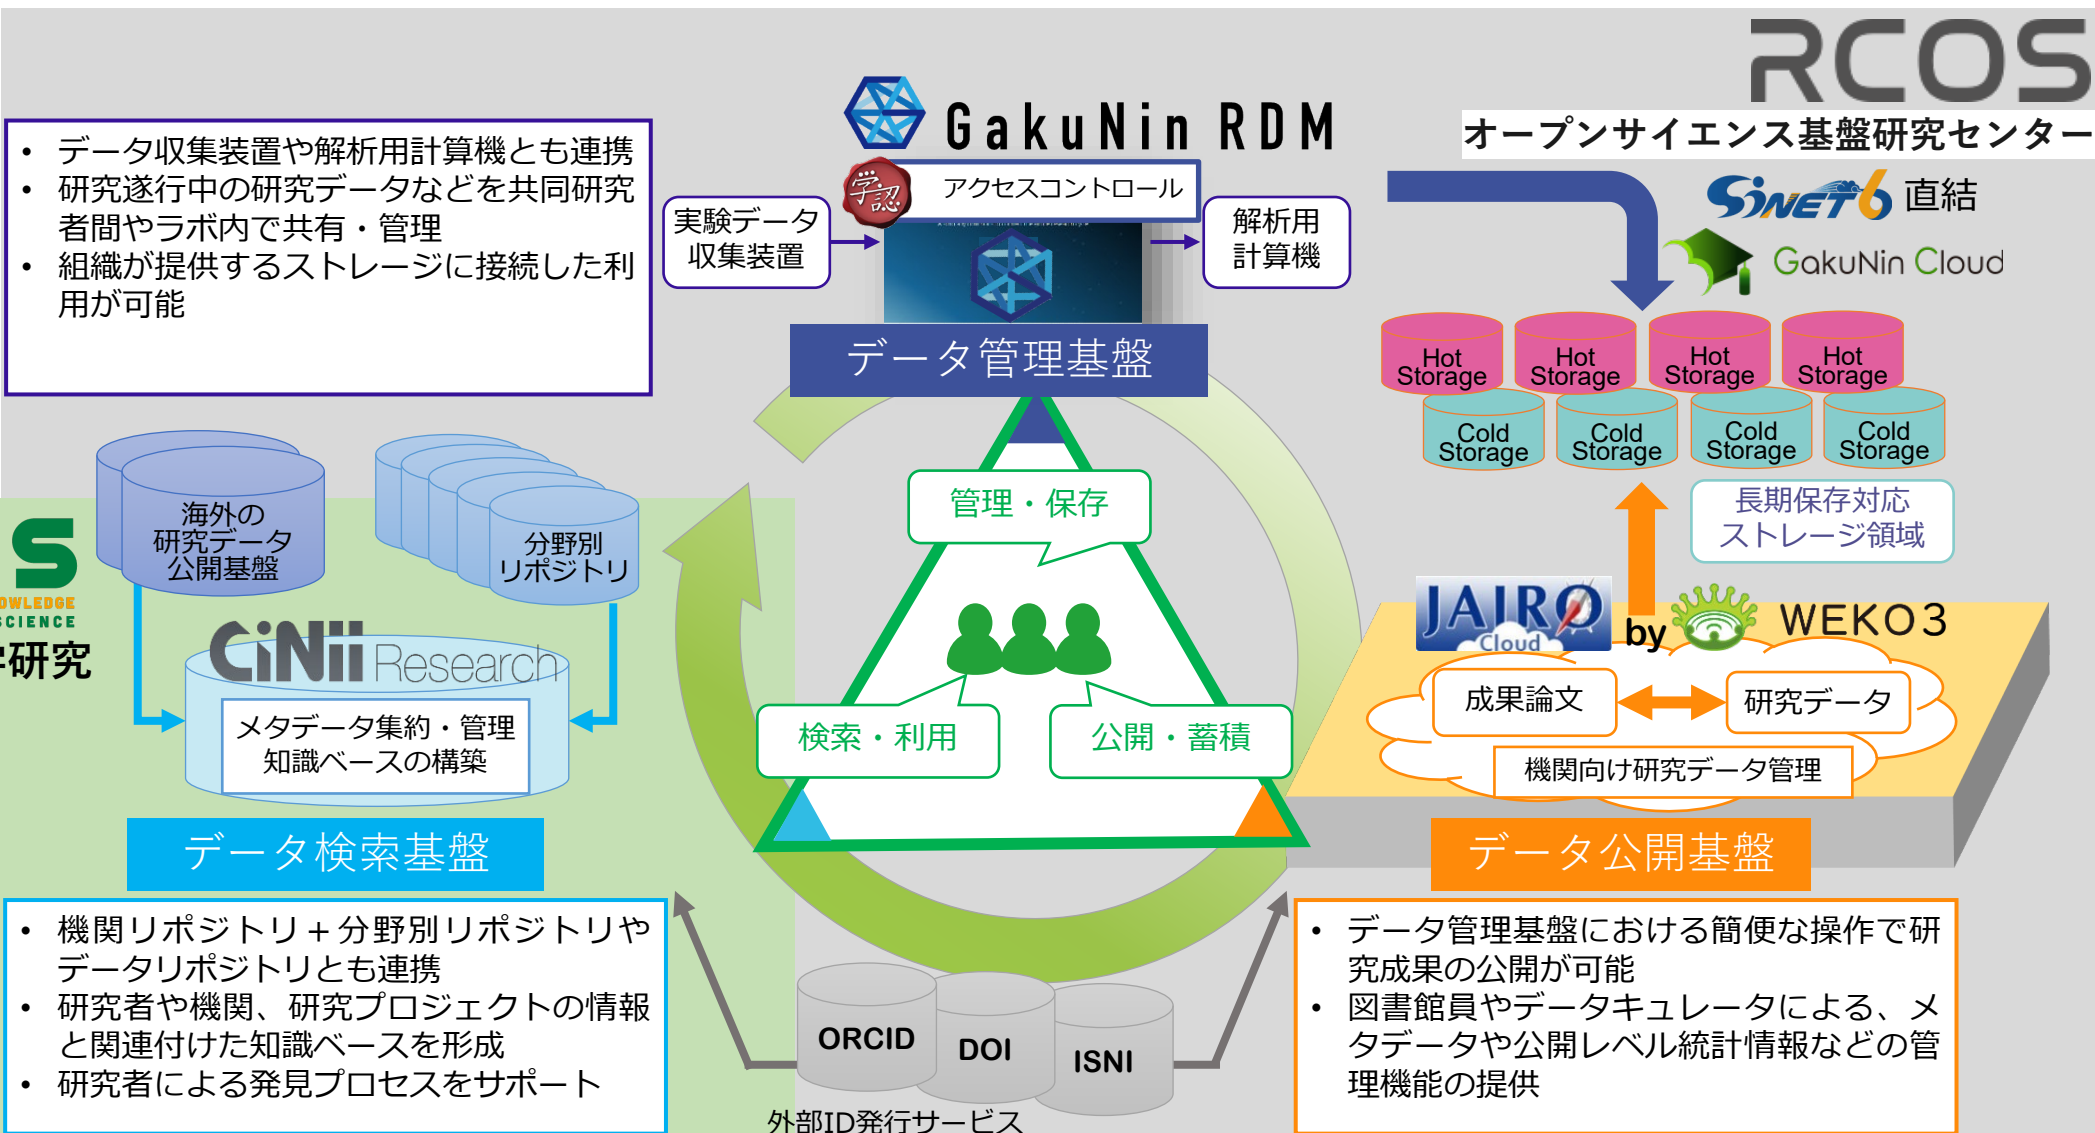 RCOS
オープンサイエンス基盤研究センター
GakuNin RDM
学認
アクセスコントロール
実験データ
収集装置
解析用
計算機
データ管理基盤
• データ収集装置や解析用計算機とも連携
• 研究遂行中の研究データなどを共同研究
者間やラボ内で共有・管理
• 組織が提供するストレージに接続した利
用が可能
SINET6 直結
GakuNin Cloud
Hot
Storage
Hot
Storage
Hot
Storage
Hot
Storage
Cold
Storage
Cold
Storage
Cold
Storage
Cold
Storage
長期保存対応
ストレージ領域
管理・保存
検索・利用
公開・蓄積
海外の
研究データ
公開基盤
分野別
リポジトリ
S
OWLEDGE
SCIENCE
研究
CiNii Research
メタデータ集約・管理
知識ベースの構築
データ検索基盤
• 機関リポジトリ+分野別リポジトリや
データリポジトリとも連携
• 研究者や機関、研究プロジェクトの情報
と関連付けた知識ベースを形成
• 研究者による発見プロセスをサポート
JAIRO
Cloud
by
WEKO3
成果論文
研究データ
機関向け研究データ管理
データ公開基盤
• データ管理基盤における簡便な操作で研
究成果の公開が可能
• 図書館員やデータキュレータによる、メ
タデータや公開レベル統計情報などの管
理機能の提供
ORCID
DOI
ISNI
外部ID発行サービス